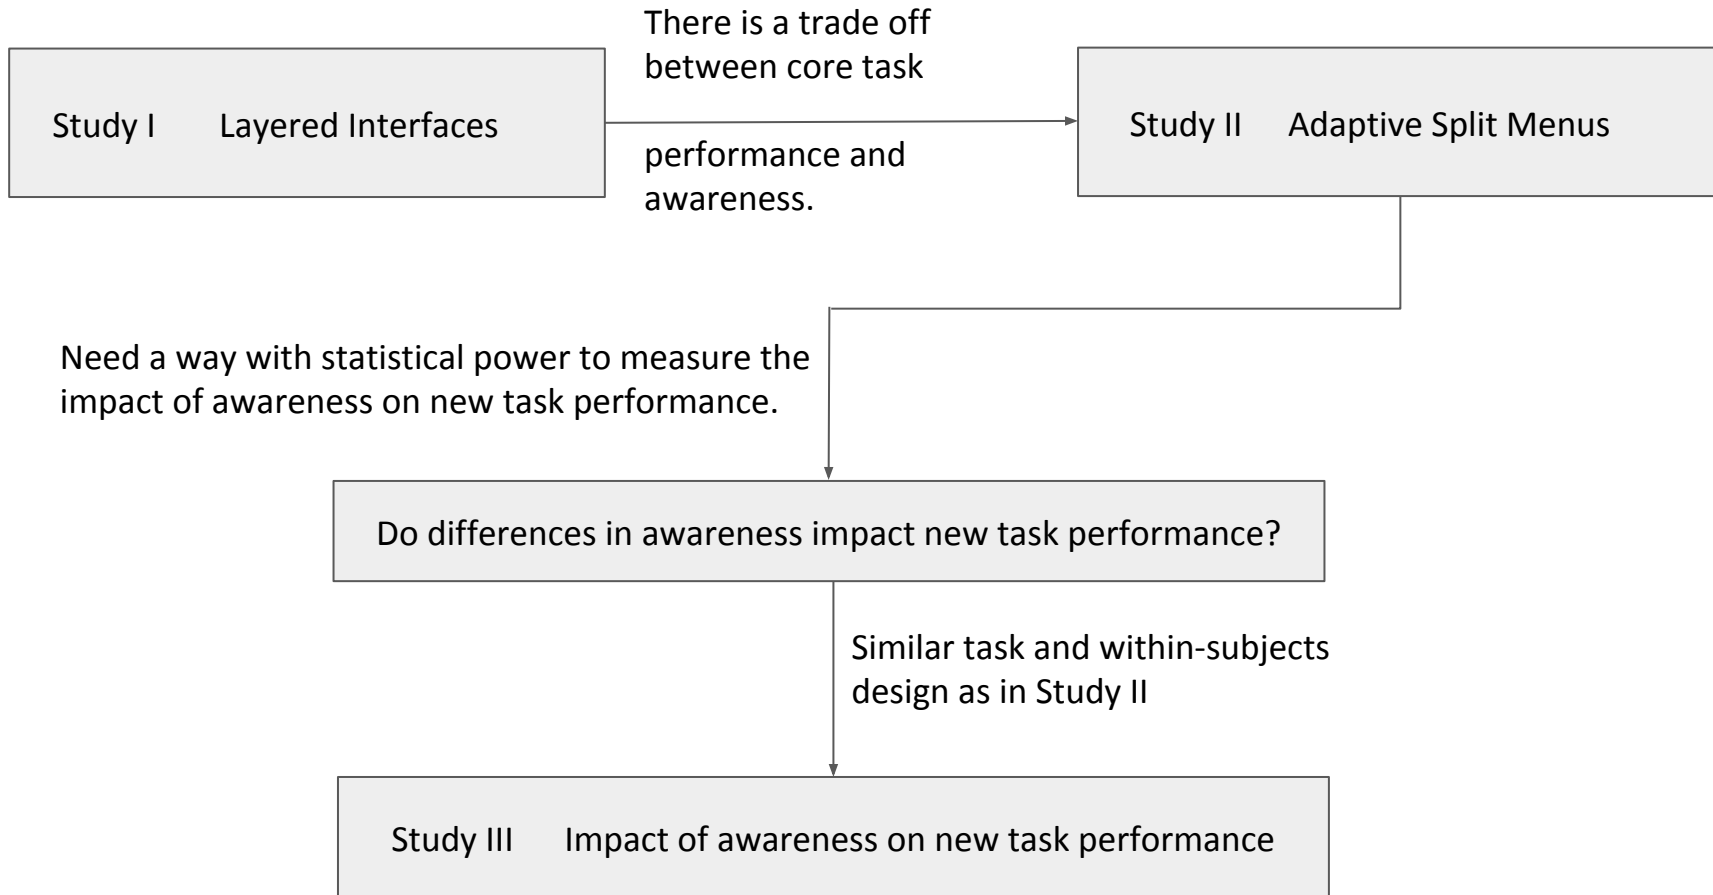 There is a trade off
between core task
Study I Layered Interfaces
performance and
awareness.
Study II Adaptive Split Menus
Need a way with statistical power to measure the
impact of awareness on new task performance.
Do differences in awareness impact new task performance?
Similar task and within-subjects
design as in Study II
Study III Impact of awareness on new task performance